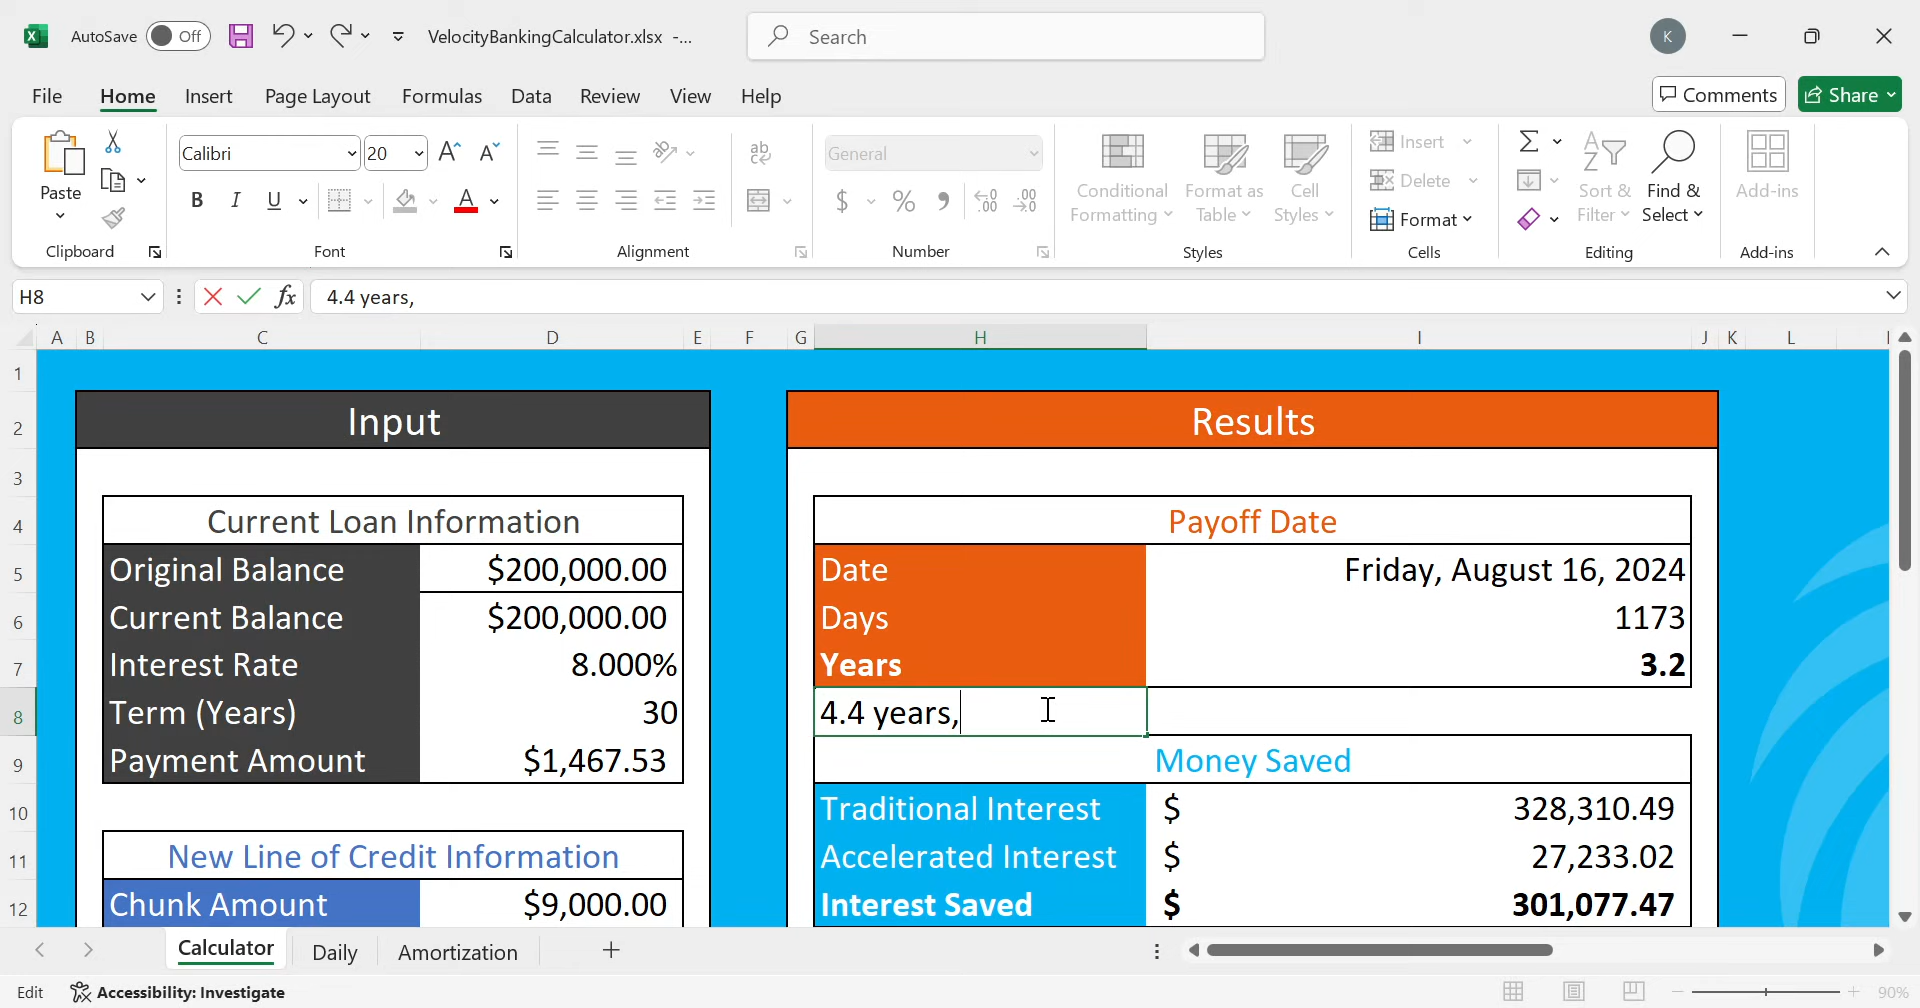 AutoSave Off VelocityBankingCalculator.xlsx -... Search K
File Home Insert Page Layout Formulas Data Review View Help Comments Share
Paste Calibri 20 A A ab General Conditional Formatting Format as Table Cell Styles Insert Delete Format Sort & Filter Find & Select Add-ins
B I U A $ % 9 .00 .00
Clipboard Font Alignment Number Styles Cells Editing Add-ins
H8 fx 4.4 years,
A B C D E F G H I J K L
1
2 Input Results
3
4 Current Loan Information Payoff Date
5 Original Balance $200,000.00 Date Friday, August 16, 2024
6 Current Balance $200,000.00 Days 1173
7 Interest Rate 8.000% Years 3.2
8 Term (Years) 30 4.4 years,
9 Payment Amount $1,467.53 Money Saved
10 Traditional Interest $ 328,310.49
11 New Line of Credit Information Accelerated Interest $ 27,233.02
12 Chunk Amount $9,000.00 Interest Saved $ 301,077.47
Calculator Daily Amortization +
Edit Accessibility: Investigate 90%